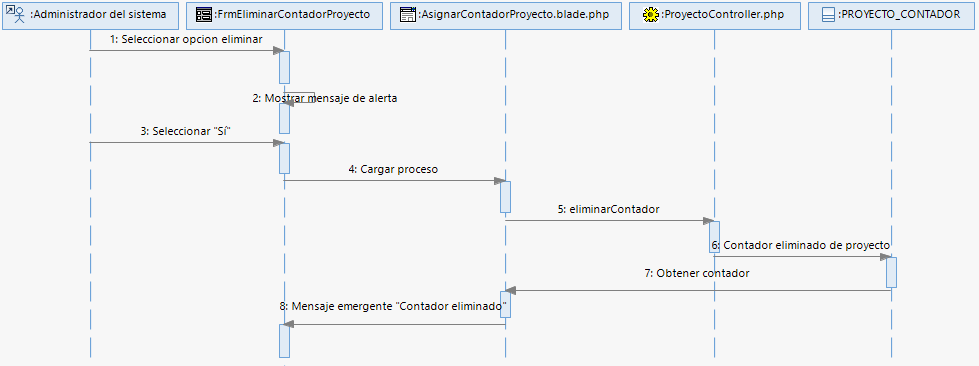 :Administrador del sistema
:FrmEliminarContadorProyecto
:AsignarContadorProyecto.blade.php
:ProyectoController.php
:PROYECTO_CONTADOR
1: Seleccionar opcion eliminar
2: Mostrar mensaje de alerta
3: Seleccionar "Sí"
4: Cargar proceso
5: eliminarContador
6: Contador eliminado de proyecto
7: Obtener contador
8: Mensaje emergente "Contador eliminado"